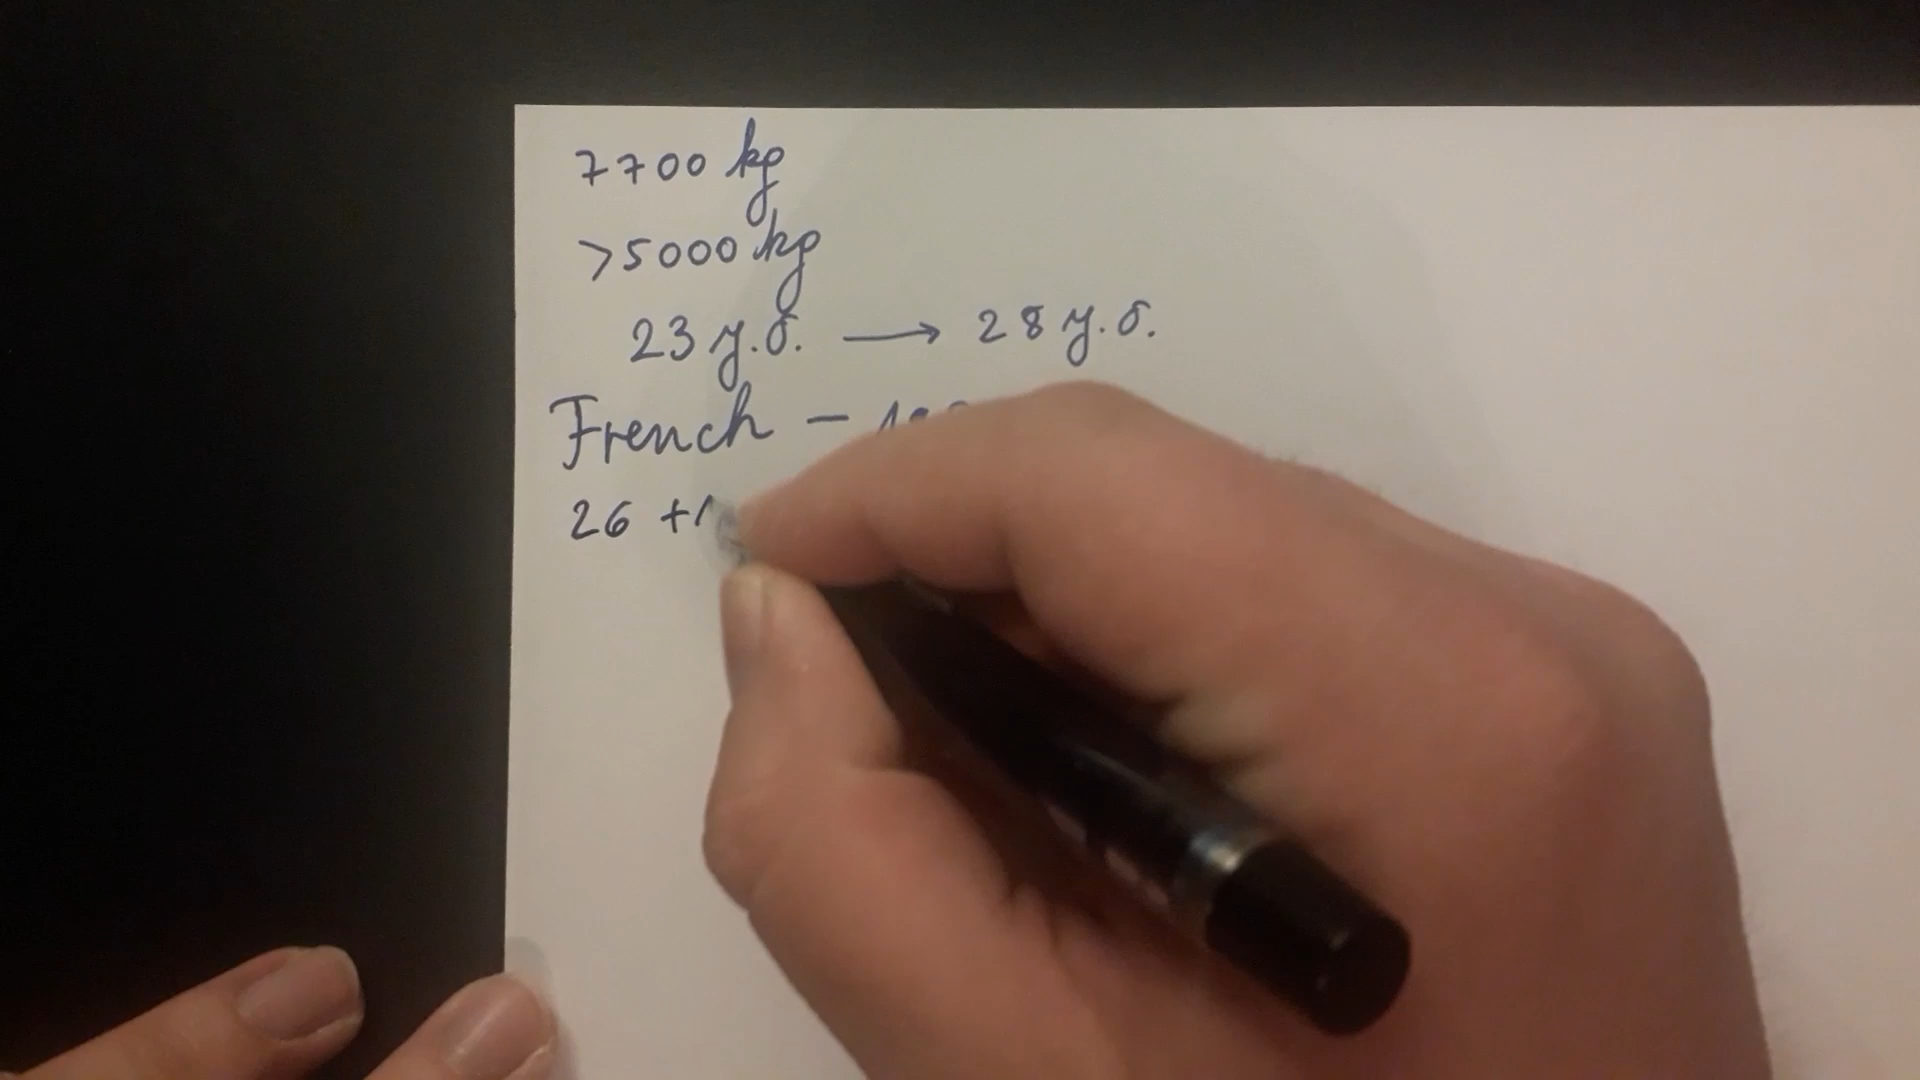 7700 kg
>5000 kg
23 y.o. → 28 y.o.
French –
26 +